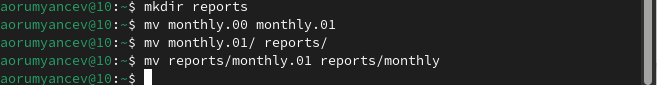 aorumyancev@10:~$ mkdir reports
aorumyancev@10:~$ mv monthly.00 monthly.01
aorumyancev@10:~$ mv monthly.01/ reports/
aorumyancev@10:~$ mv reports/monthly.01 reports/monthly
aorumyancev@10:~$